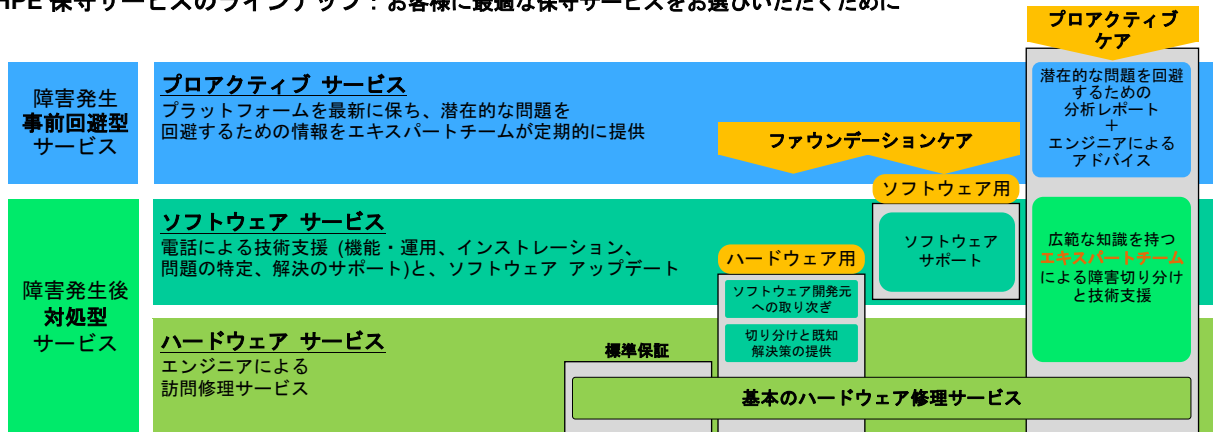 HPE 保守サービスのラインナップ：お客様に最適な保守サービスをお選びいただくために
プロアクティブ
ケア
障害発生
事前回避型
サービス
プロアクティブ サービス
プラットフォームを最新に保ち、潜在的な問題を
回避するための情報をエキスパートチームが定期的に提供
潜在的な問題を回避
するための
分析レポート
＋
エンジニアによる
アドバイス
ファウンデーションケア
ソフトウェア用
障害発生後
対処型
サービス
ソフトウェア サービス
電話による技術支援 (機能・運用、インストレーション、
問題の特定、解決のサポート)と、ソフトウェア アップデート
ソフトウェア
サポート
広範な知識を持つ
エキスパートチーム
による障害切り分け
と技術支援
ハードウェア用
ソフトウェア開発元
への取り次ぎ
切り分けと既知
解決策の提供
ハードウェア サービス
エンジニアによる
訪問修理サービス
標準保証
基本のハードウェア修理サービス